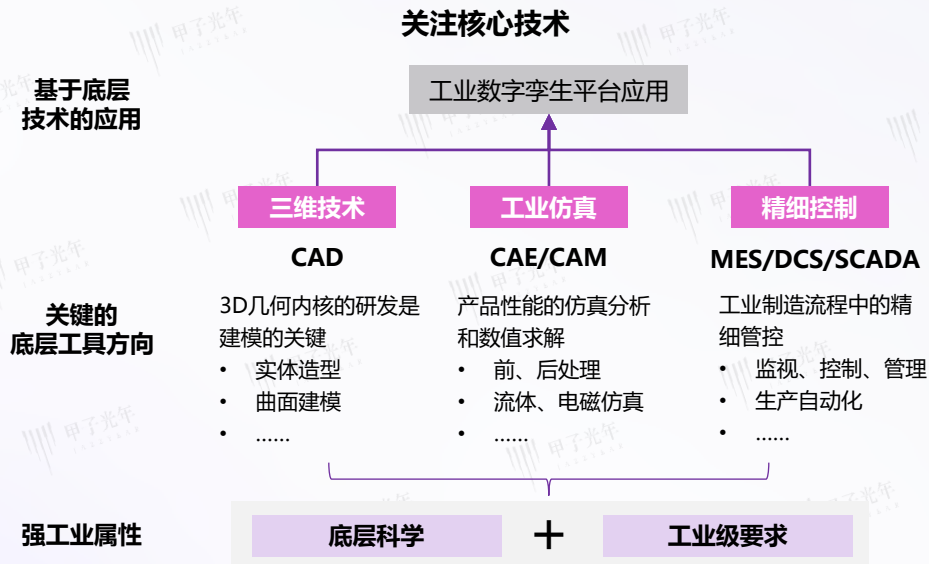 关注核心技术
基于底层
技术的应用
工业数字孪生平台应用
三维技术
工业仿真
精细控制
CAD
CAE/CAM
MES/DCS/SCADA
关键的
底层工具方向
3D几何内核的研发是
建模的关键
• 实体造型
• 曲面建模
• ......
产品性能的仿真分析
和数值求解
• 前、后处理
• 流体、电磁仿真
• ......
工业制造流程中的精
细管控
• 监视、控制、管理
• 生产自动化
• ......
强工业属性
底层科学
+
工业级要求
甲子光年